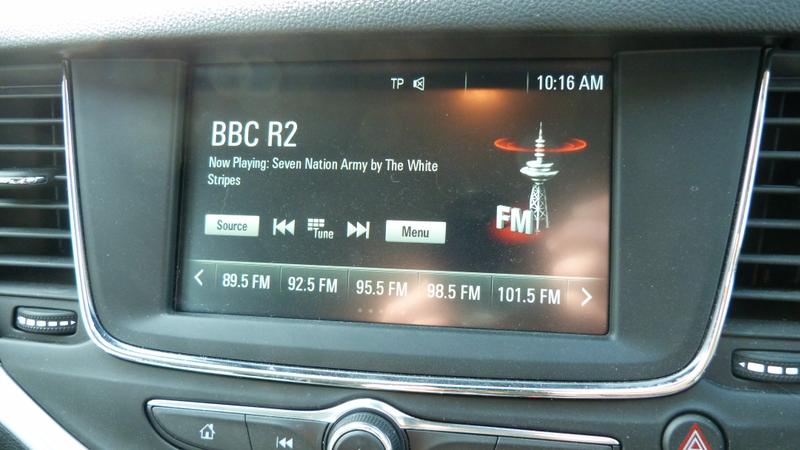 TP 10:16 AM
BBC R2
Now Playing: Seven Nation Army by The White
Stripes
FM
Source Tune Menu
89.5 FM 92.5 FM 95.5 FM 98.5 FM 101.5 FM